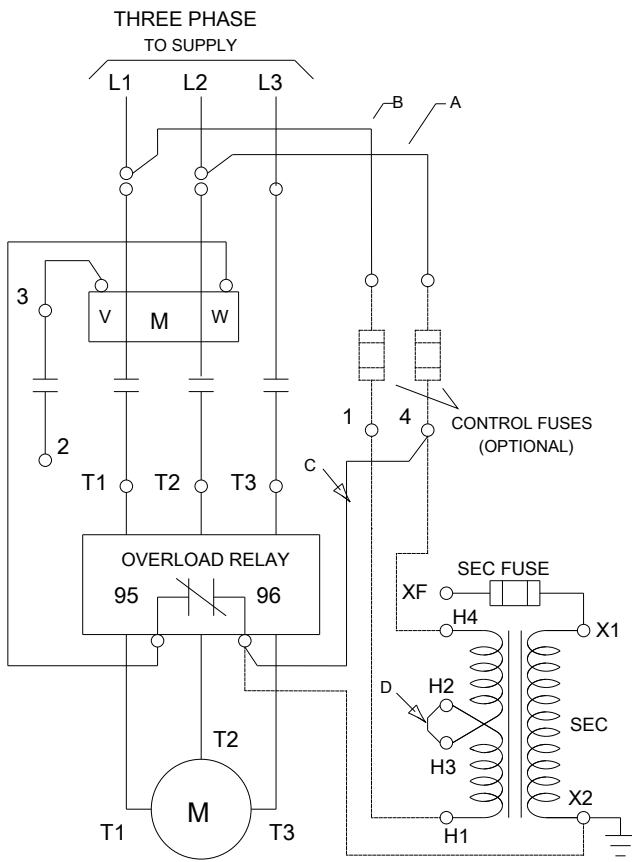 THREE PHASE
TO SUPPLY
L1 L2 L3
B A
3
V M W
2
1 4
CONTROL FUSES
(OPTIONAL)
C
T1 T2 T3
OVERLOAD RELAY
95 96
SEC FUSE
XF
H4 X1
D H2
SEC
H3
T2
X2
M
T1 T3
H1